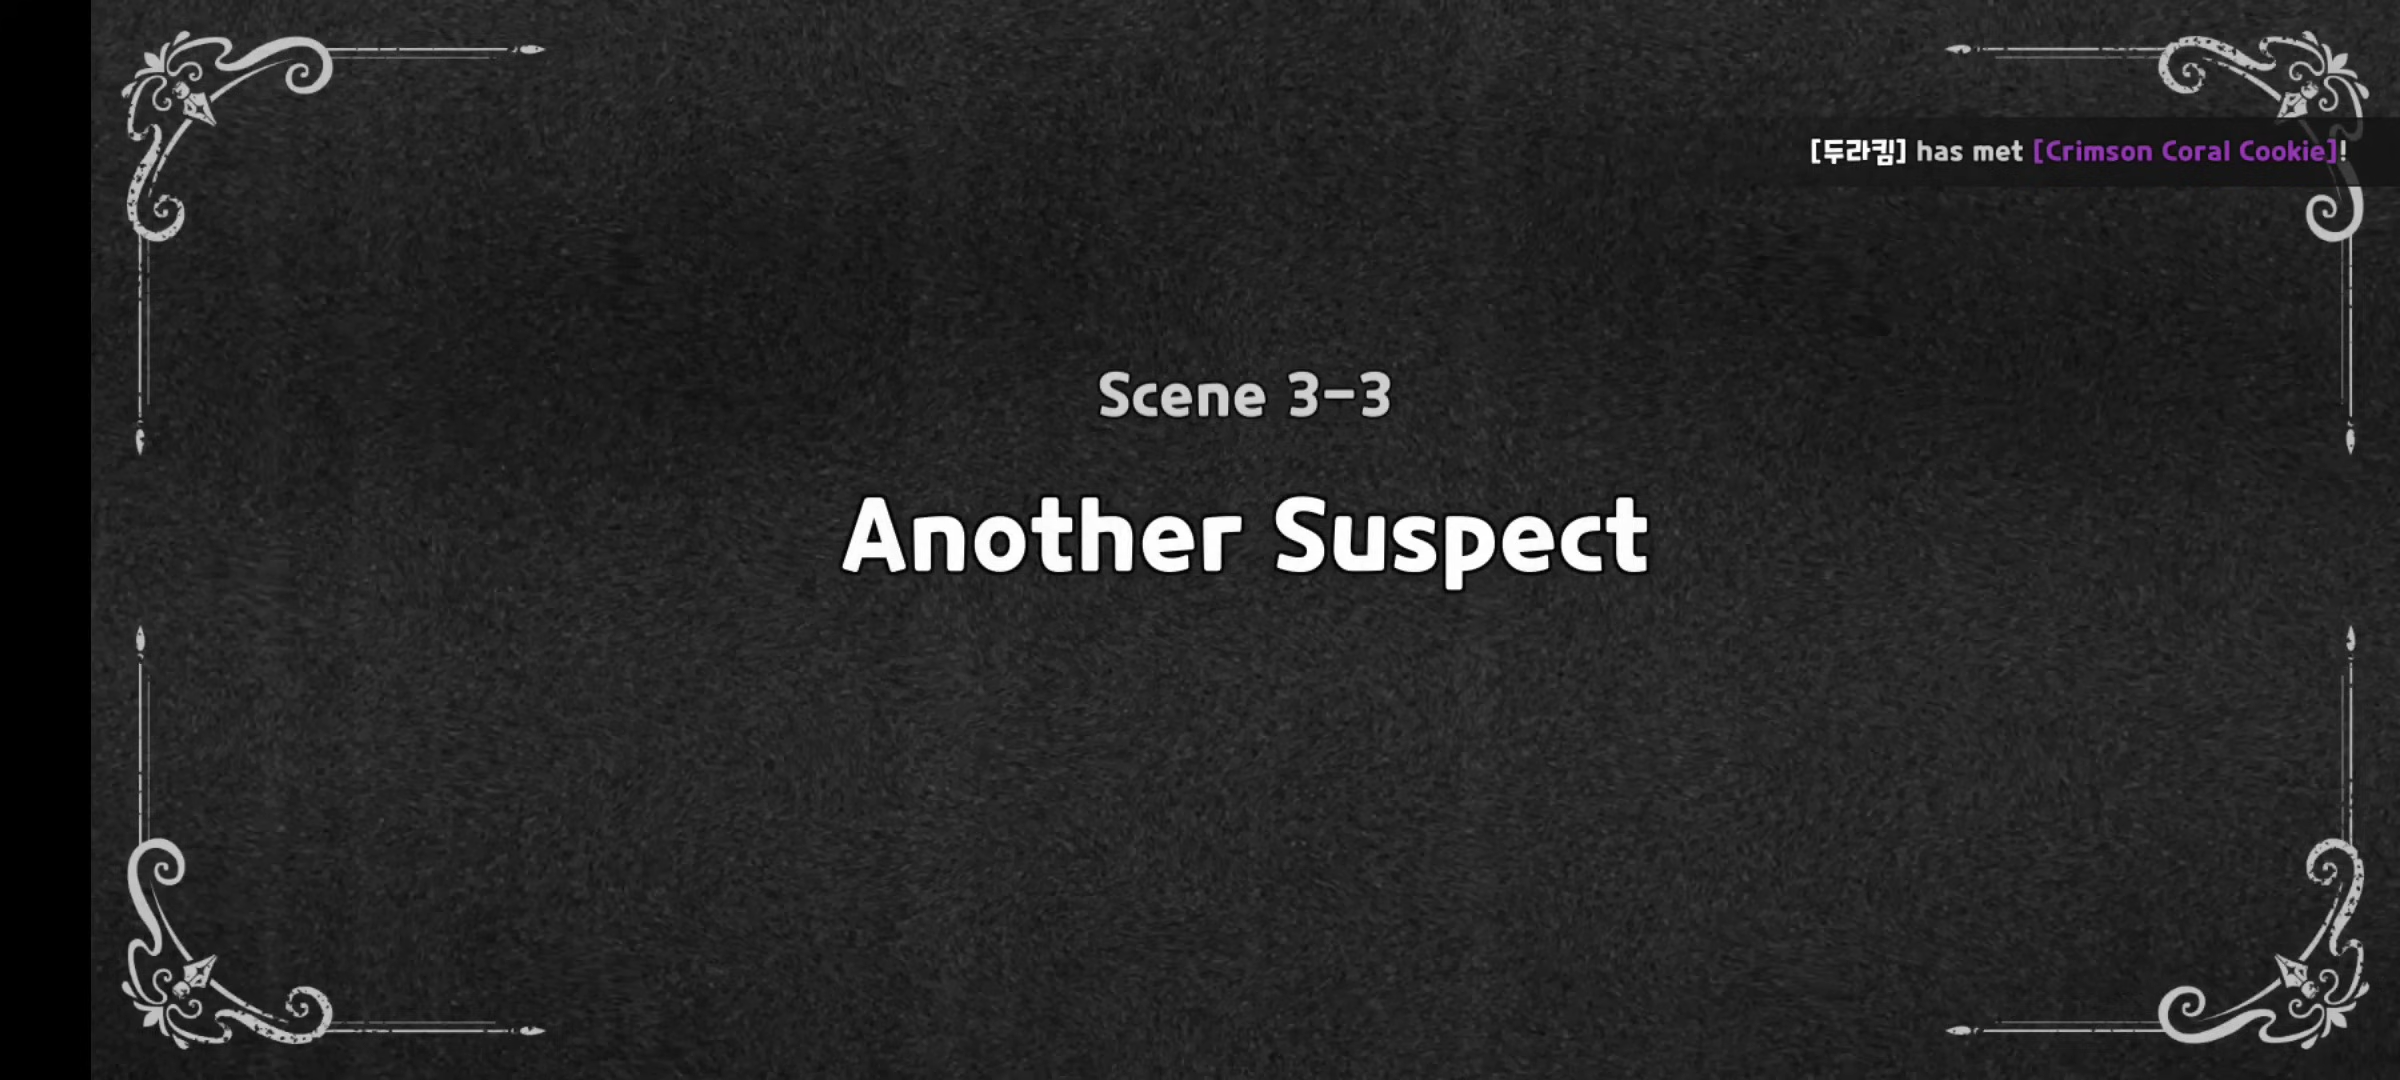 [두라킴] has met [Crimson Coral Cookie]!
Scene 3-3
Another Suspect